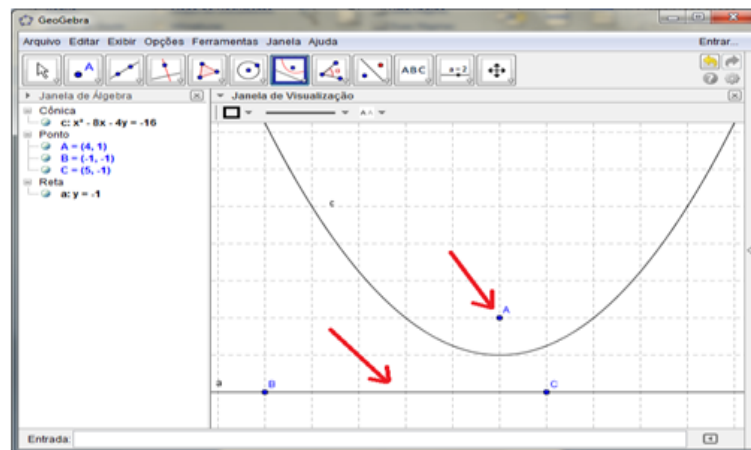 GeoGebra
Arquivo Editar Exibir Opções Ferramentas Janela Ajuda
Entrar...
A
ABC
a=2
Janela de Álgebra
Janela de Visualização
Cônica
c: x² - 8x - 4y = -16
Ponto
A = (4, 1)
B = (-1, -1)
C = (5, -1)
Reta
a: y = -1
c
A
a
B
C
Entrada: